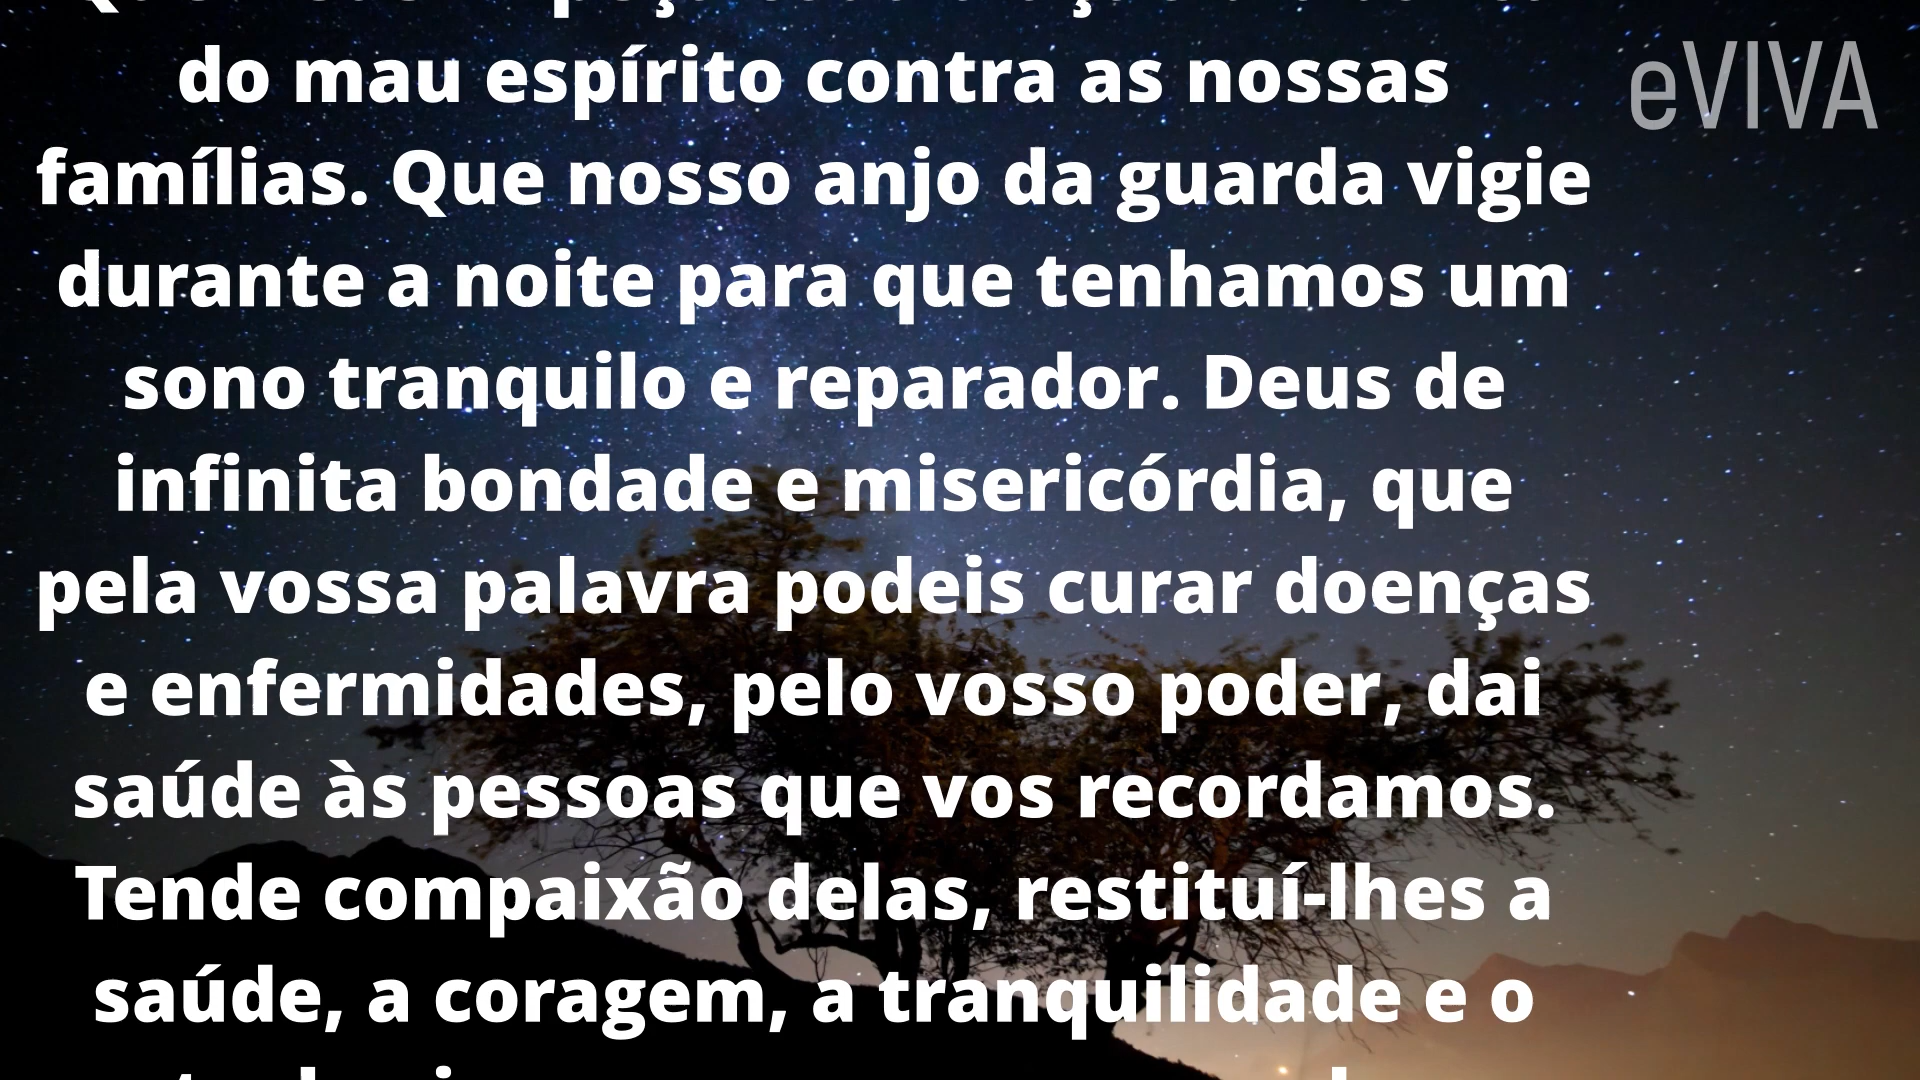 do mau espírito contra as nossas
eVIVA
famílias. Que nosso anjo da guarda vigie
durante a noite para que tenhamos um
sono tranquilo e reparador. Deus de
infinita bondade e misericórdia, que
pela vossa palavra podeis curar doenças
e enfermidades, pelo vosso poder, dai
saúde às pessoas que vos recordamos.
Tende compaixão delas, restituí-lhes a
saúde, a coragem, a tranquilidade e o